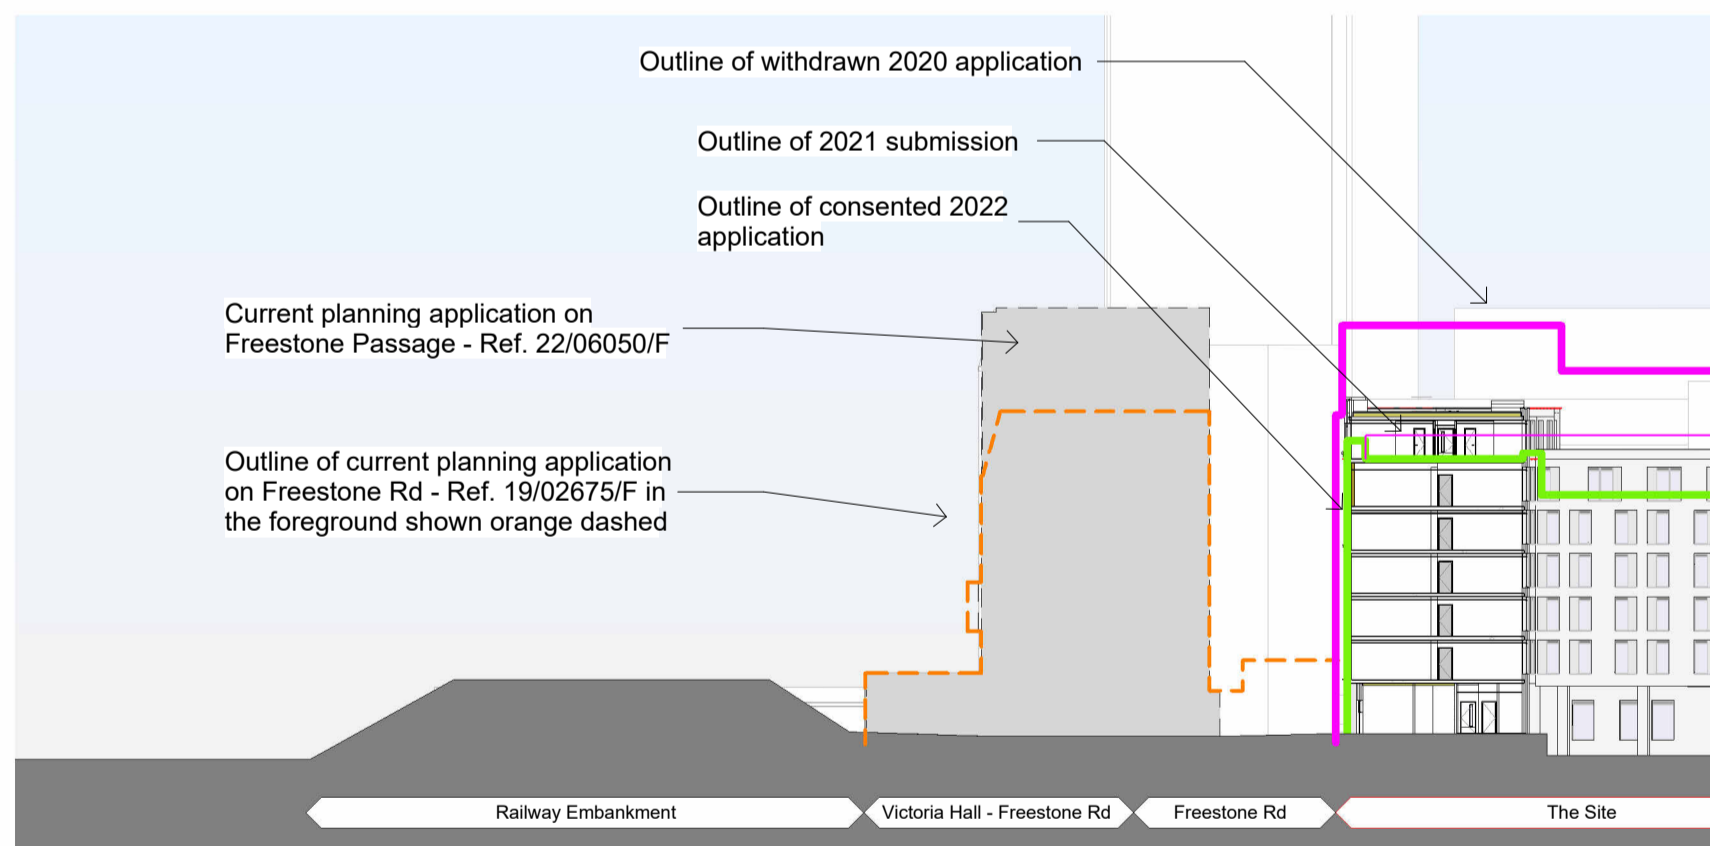 Outline of withdrawn 2020 application
Outline of 2021 submission
Outline of consented 2022
application
Current planning application on
Freestone Passage - Ref. 22/06050/F
Outline of current planning application
on Freestone Rd - Ref. 19/02675/F in
the foreground shown orange dashed
Railway Embankment
Victoria Hall - Freestone Rd
Freestone Rd
The Site